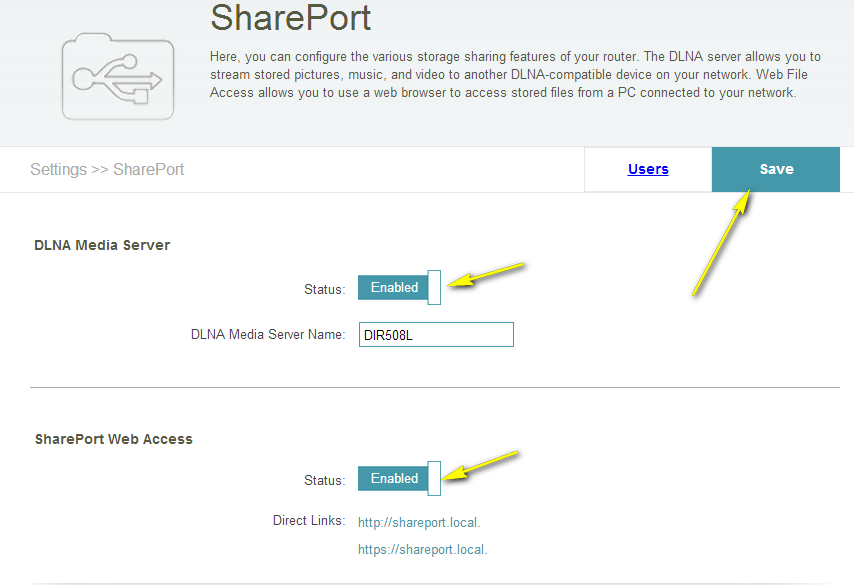 SharePort
Here, you can configure the various storage sharing features of your router. The DLNA server allows you to
stream stored pictures, music, and video to another DLNA-compatible device on your network. Web File
Access allows you to use a web browser to access stored files from a PC connected to your network.
Settings >> SharePort
Users
Save
DLNA Media Server
Status: Enabled
DLNA Media Server Name: DIR508L
SharePort Web Access
Status: Enabled
Direct Links: http://shareport.local.
https://shareport.local.